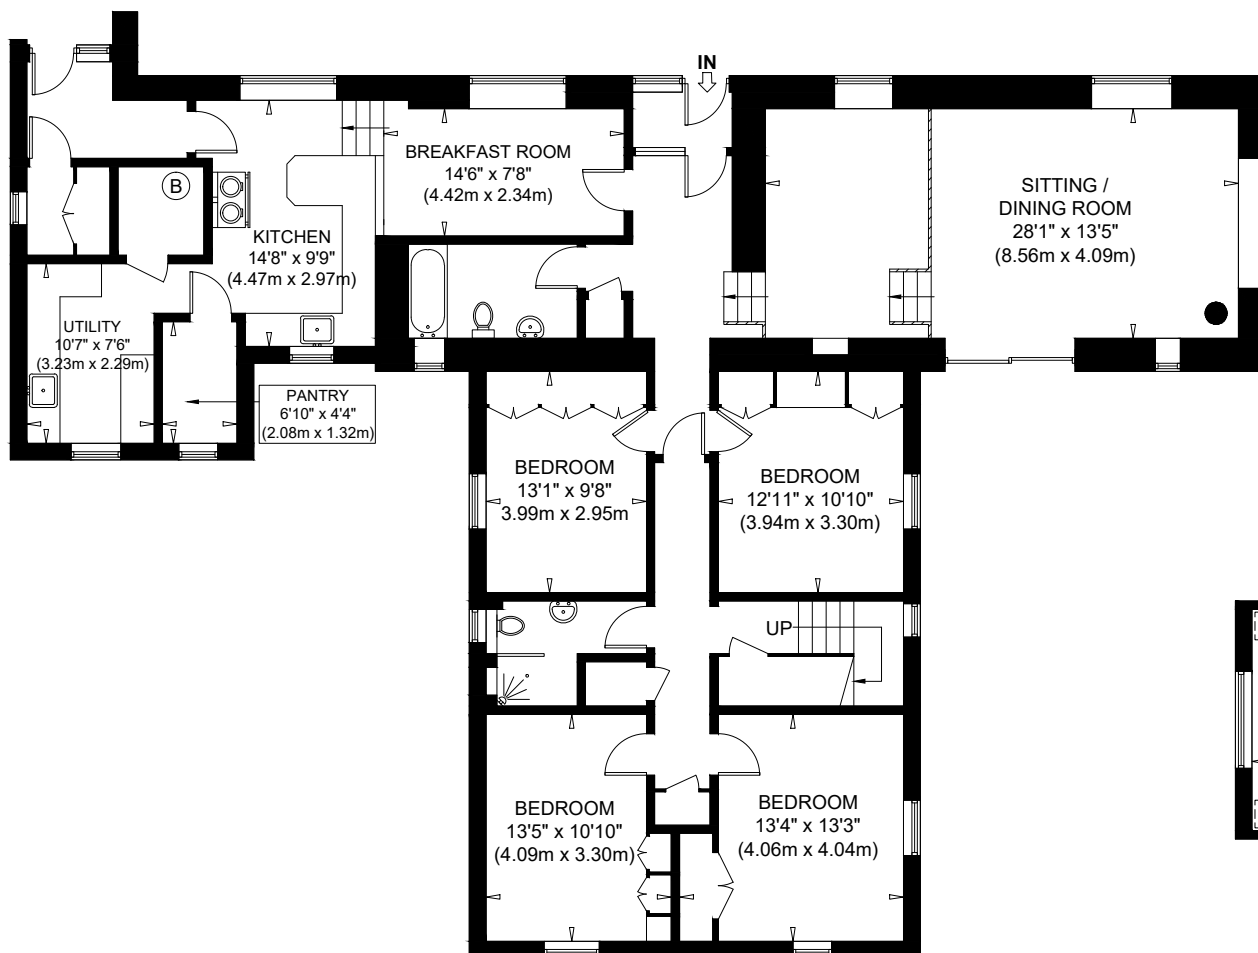 IN
BREAKFAST ROOM
14'6" x 7'8"
(4.42m x 2.34m)
B
SITTING /
DINING ROOM
28'1" x 13'5"
(8.56m x 4.09m)
KITCHEN
14'8" x 9'9"
(4.47m x 2.97m)
UTILITY
10'7" x 7'6"
(3.23m x 2.29m)
PANTRY
6'10" x 4'4"
(2.08m x 1.32m)
BEDROOM
13'1" x 9'8"
3.99m x 2.95m
BEDROOM
12'11" x 10'10"
(3.94m x 3.30m)
UP
BEDROOM
13'5" x 10'10"
(4.09m x 3.30m)
BEDROOM
13'4" x 13'3"
(4.06m x 4.04m)